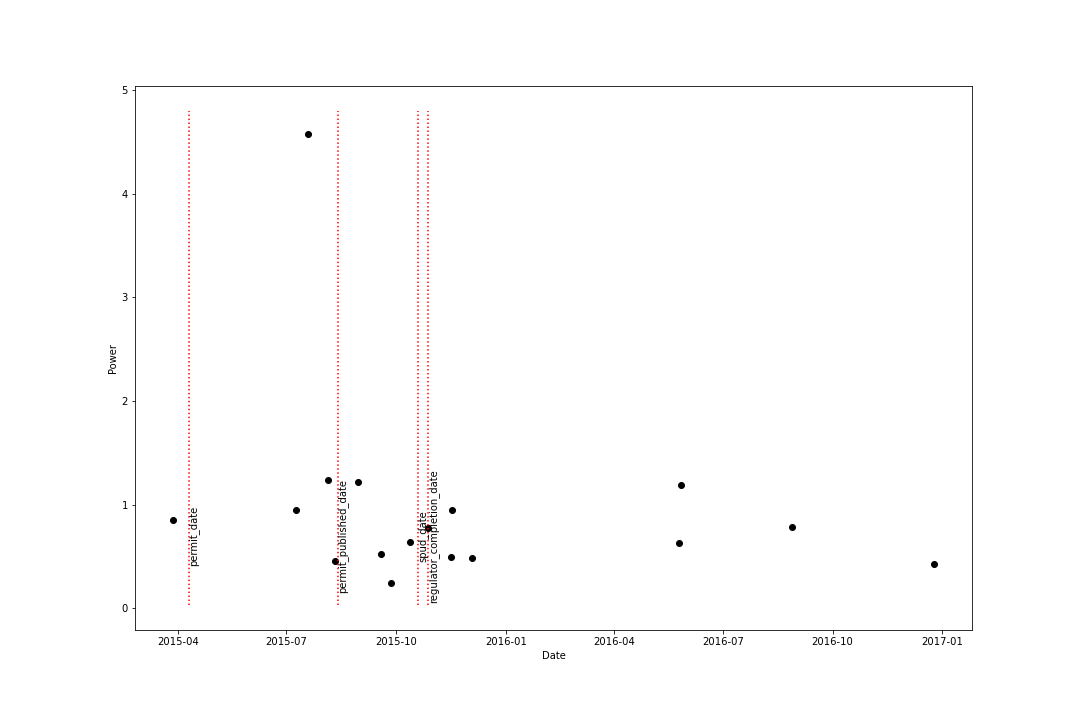 5
4
3
2
1
0
Power
permit_date
permit_published_date
spud_date
regulator_completion_date
2015-04
2015-07
2015-10
2016-01
2016-04
2016-07
2016-10
2017-01
Date